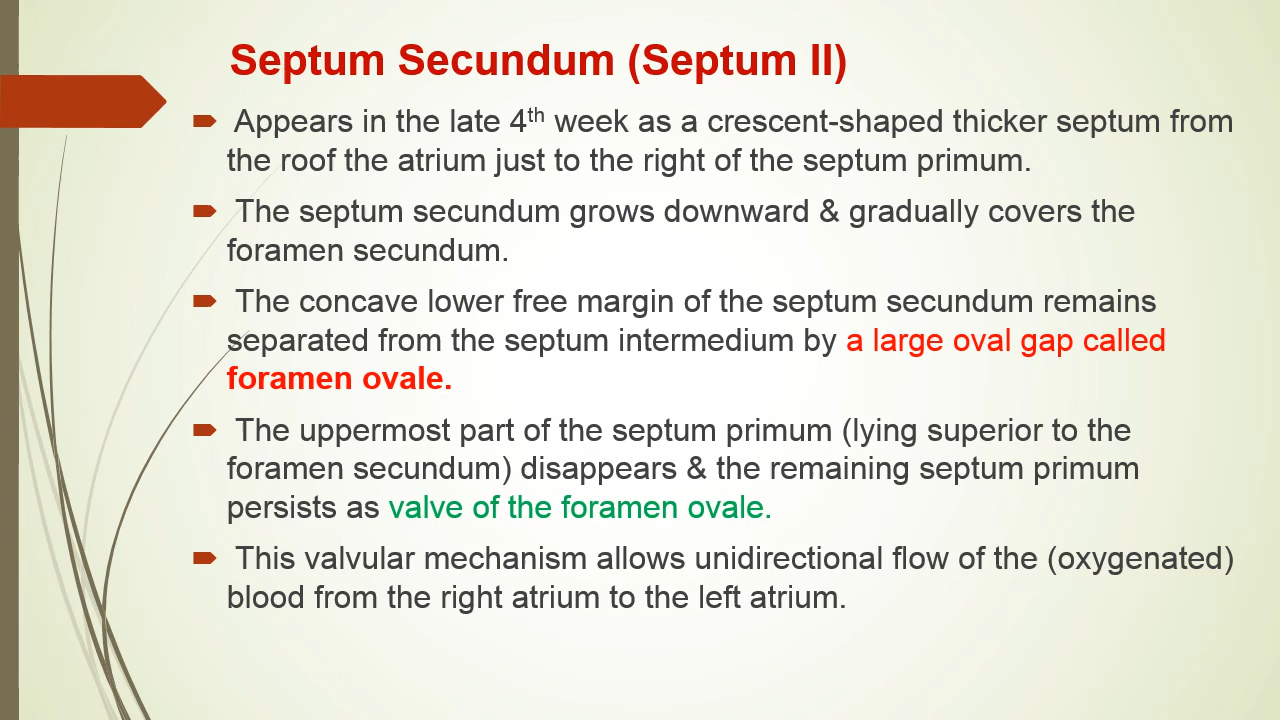 Septum Secundum (Septum II)
Appears in the late 4th week as a crescent-shaped thicker septum from
the roof the atrium just to the right of the septum primum.
The septum secundum grows downward & gradually covers the
foramen secundum.
The concave lower free margin of the septum secundum remains
separated from the septum intermedium by a large oval gap called
foramen ovale.
The uppermost part of the septum primum (lying superior to the
foramen secundum) disappears & the remaining septum primum
persists as valve of the foramen ovale.
This valvular mechanism allows unidirectional flow of the (oxygenated)
blood from the right atrium to the left atrium.